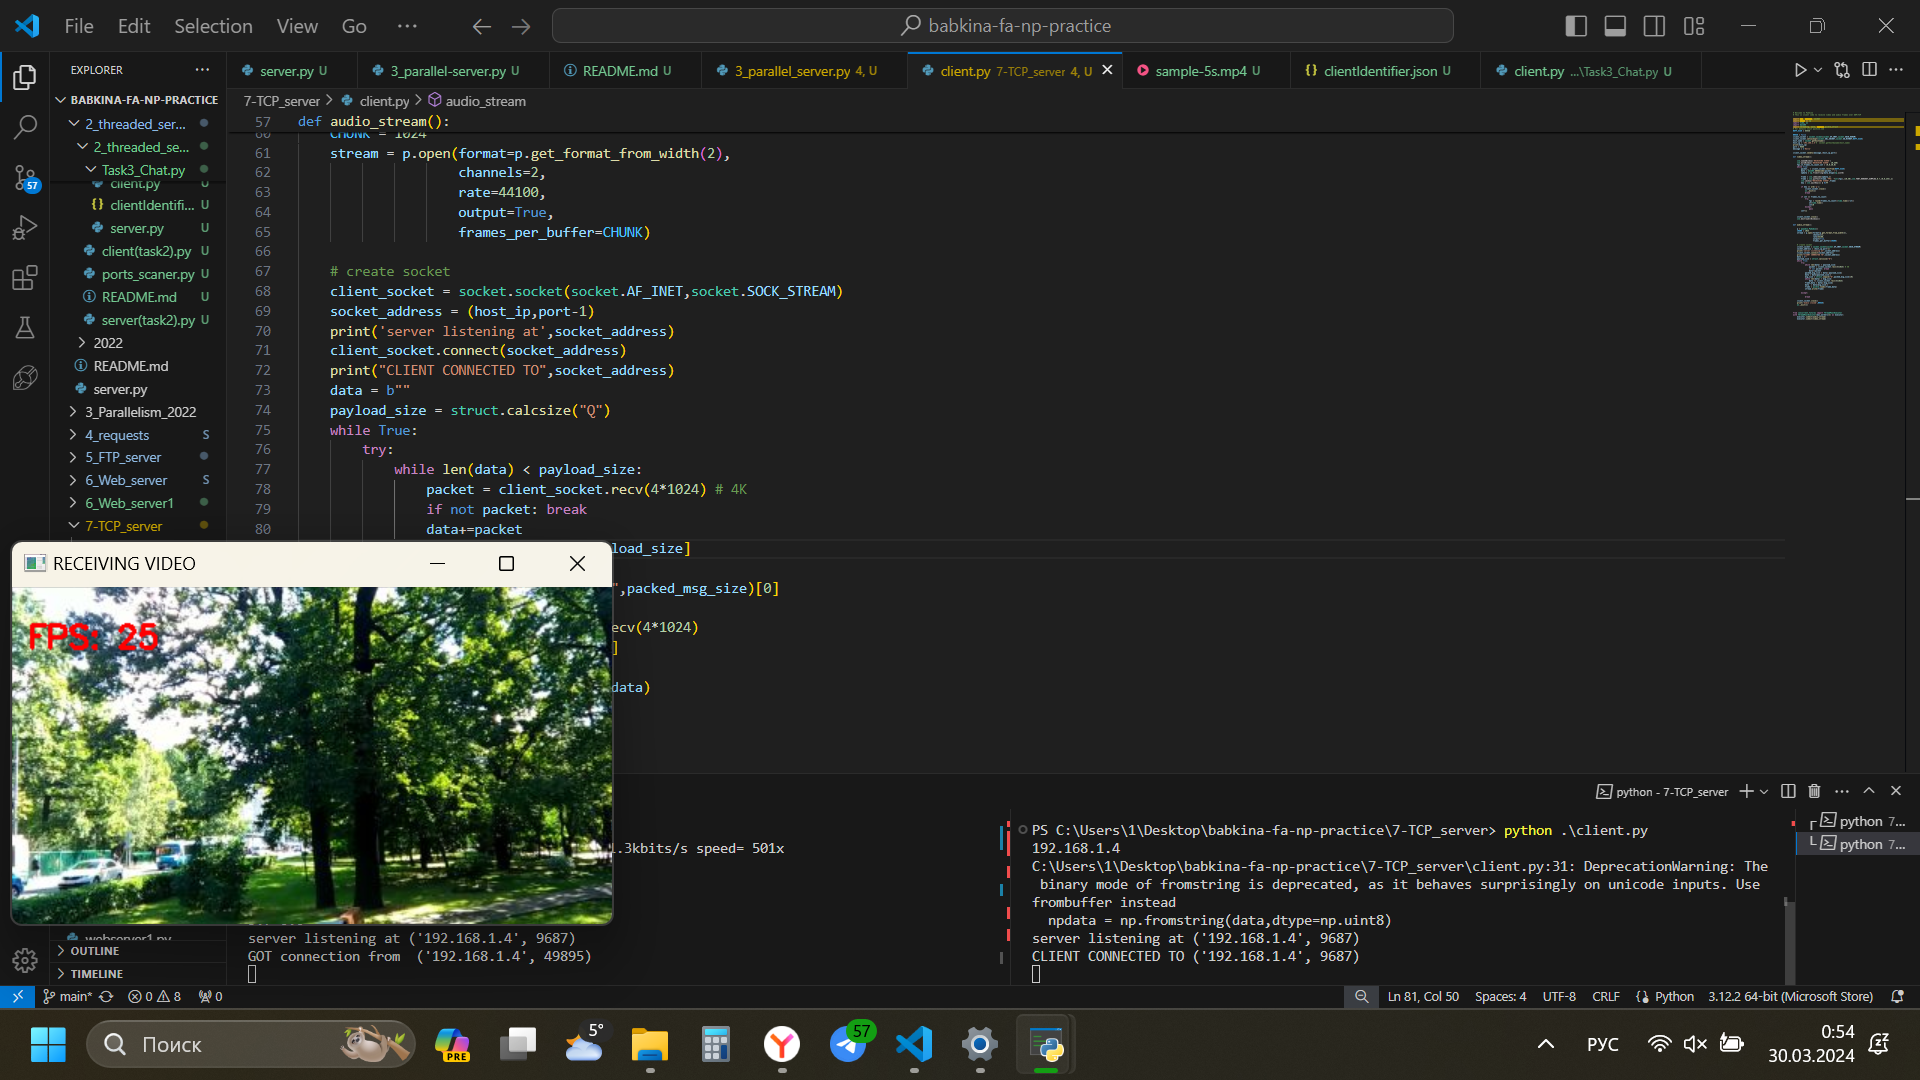 File Edit Selection View Go ···
babkina-fa-np-practice
EXPLORER
server.py U
3_parallel-server.py U
README.md U
3_parallel_server.py 4, U
client.py 7-TCP_server 4, U
sample-5s.mp4 U
clientIdentifier.json U
client.py ...\Task3_Chat.py U
BABKINA-FA-NP-PRACTICE
2_threaded_ser...
2_threaded_se...
Task3_Chat.py
client.py U
clientIdentifi... U
server.py U
client(task2).py U
ports_scaner.py U
README.md U
server(task2).py U
2022
README.md
server.py
3_Parallelism_2022
4_requests S
5_FTP_server
6_Web_server S
6_Web_server1
7-TCP_server
webserver1.py
OUTLINE
TIMELINE
57
7-TCP_server > client.py > audio_stream
57 def audio_stream():
60 CHUNK = 1024
61 stream = p.open(format=p.get_format_from_width(2),
62 channels=2,
63 rate=44100,
64 output=True,
65 frames_per_buffer=CHUNK)
66
67 # create socket
68 client_socket = socket.socket(socket.AF_INET,socket.SOCK_STREAM)
69 socket_address = (host_ip,port-1)
70 print('server listening at',socket_address)
71 client_socket.connect(socket_address)
72 print("CLIENT CONNECTED TO",socket_address)
73 data = b""
74 payload_size = struct.calcsize("Q")
75 while True:
76 try:
77 while len(data) < payload_size:
78 packet = client_socket.recv(4*1024) # 4K
79 if not packet: break
80 data+=packet
load_size]
",packed_msg_size)[0]
ecv(4*1024)
]
data)
RECEIVING VIDEO
FPS: 25
.3kbits/s speed= 501x
server listening at ('192.168.1.4', 9687)
GOT connection from  ('192.168.1.4', 49895)
python - 7-TCP_server
PS C:\Users\1\Desktop\babkina-fa-np-practice\7-TCP_server> python .\client.py
192.168.1.4
C:\Users\1\Desktop\babkina-fa-np-practice\7-TCP_server\client.py:31: DeprecationWarning: The
binary mode of fromstring is deprecated, as it behaves surprisingly on unicode inputs. Use
frombuffer instead
npdata = np.fromstring(data,dtype=np.uint8)
server listening at ('192.168.1.4', 9687)
CLIENT CONNECTED TO ('192.168.1.4', 9687)
python 7...
python 7...
main* 0 8 0
Ln 81, Col 50 Spaces: 4 UTF-8 CRLF Python 3.12.2 64-bit (Microsoft Store)
Поиск
PRE
5°
57
РУС
0:54
30.03.2024